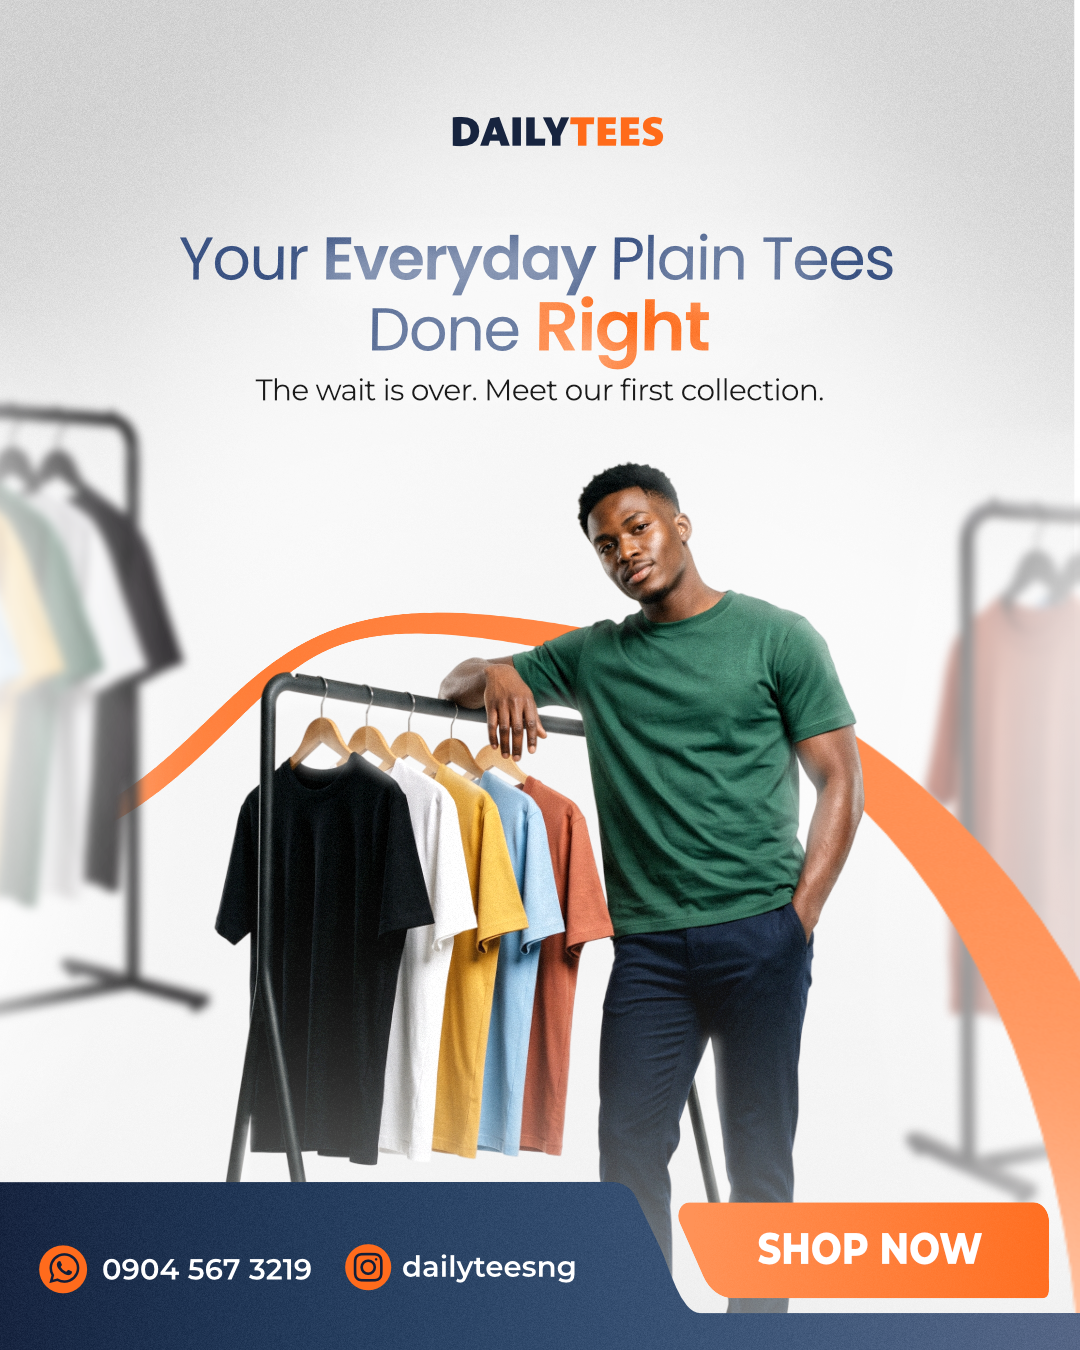 DAILYTEES
Your Everyday Plain Tees
Done Right
The wait is over. Meet our first collection.
0904 567 3219 dailyteesng
SHOP NOW